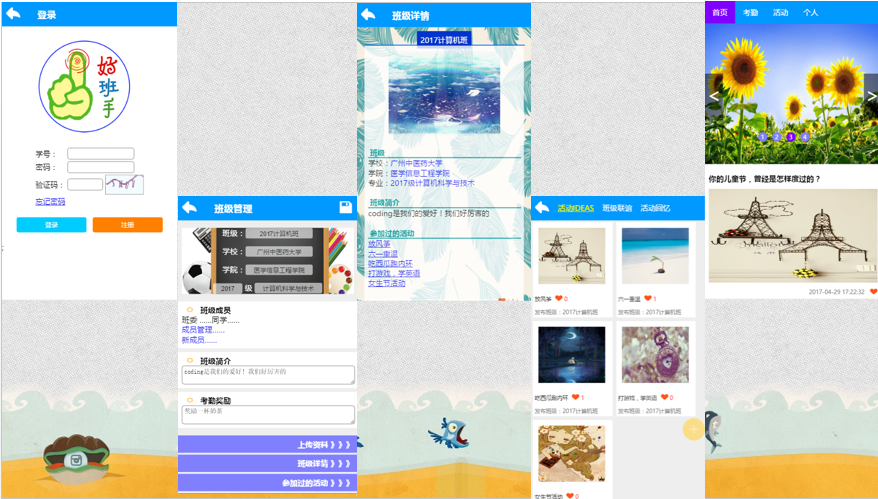 登录
好
班
手
学号：
密码：
验证码：
忘记密码
登录
注册
;
班级管理
班级： 2017计算机班
学校： 广州中医药大学
学院： 医学信息工程学院
2017 级 计算机科学与技术
班级成员
班委 ……同学……
成员管理……
新成员……
班级简介
coding是我们的爱好！我们好厉害的
考勤奖励
奖励一杯奶茶
上传资料 》》》
班级详情 》》》
参加过的活动 》》》
班级详情
2017计算机班
班级
学校：广州中医药大学
学院：医学信息工程学院
专业：2017级计算机科学与技术
班级简介
coding是我们的爱好！我们好厉害的
参加过的活动
放风筝
六一重温
吃西瓜剧内环
打游戏，学英语
女生节活动
活动IDEAS 班级联谊 活动回忆
放风筝 0
发布班级：2017计算机班
六一重温 1
发布班级：2017计算机班
吃西瓜剧内环 1
发布班级：2017计算机班
打游戏，学英语 0
发布班级：2017计算机班
女生节活动 0
首页 考勤 活动 个人
< >
1 2 3 4
你的儿童节，曾经是怎样度过的？
2017-04-29 17:22:32